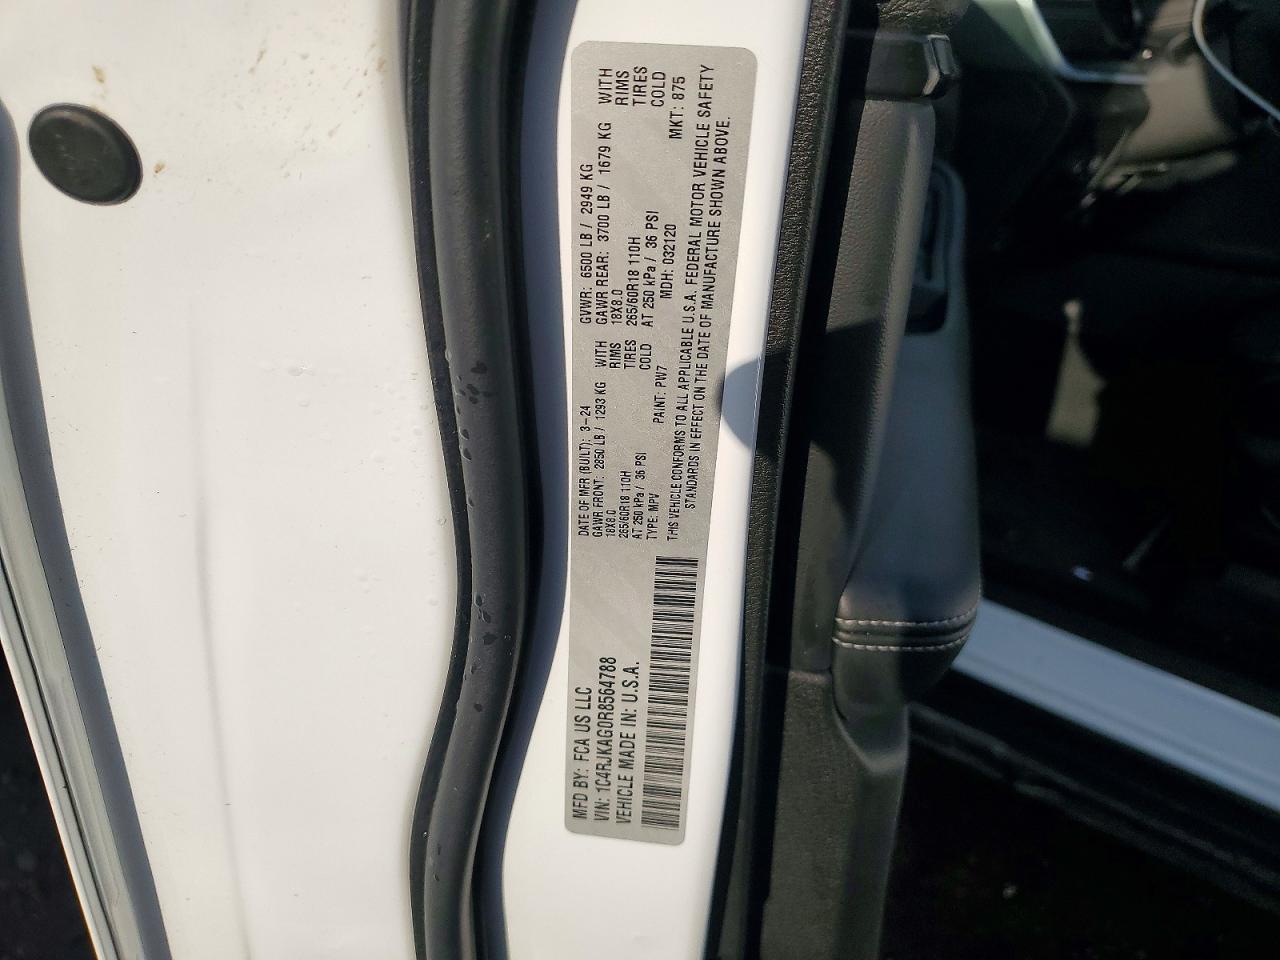 MFD BY: FCA US LLC
VIN: 1C4RJKAG0R8564788
VEHICLE MADE IN: U.S.A.
DATE OF MFR (BUILT): 3-24
GVWR: 6500 LB / 2949 KG
GAWR FRONT: 2850 LB / 1293 KG WITH
18X8.0 RIMS
265/60R18 110H TIRES
AT 250 kPa / 36 PSI COLD
GAWR REAR: 3700 LB / 1679 KG WITH
18X8.0 RIMS
265/60R18 110H TIRES
AT 250 kPa / 36 PSI COLD
TYPE: MPV PAINT: PW7 MDH: 032120 MKT: 875
THIS VEHICLE CONFORMS TO ALL APPLICABLE U.S.A. FEDERAL MOTOR VEHICLE SAFETY
STANDARDS IN EFFECT ON THE DATE OF MANUFACTURE SHOWN ABOVE.